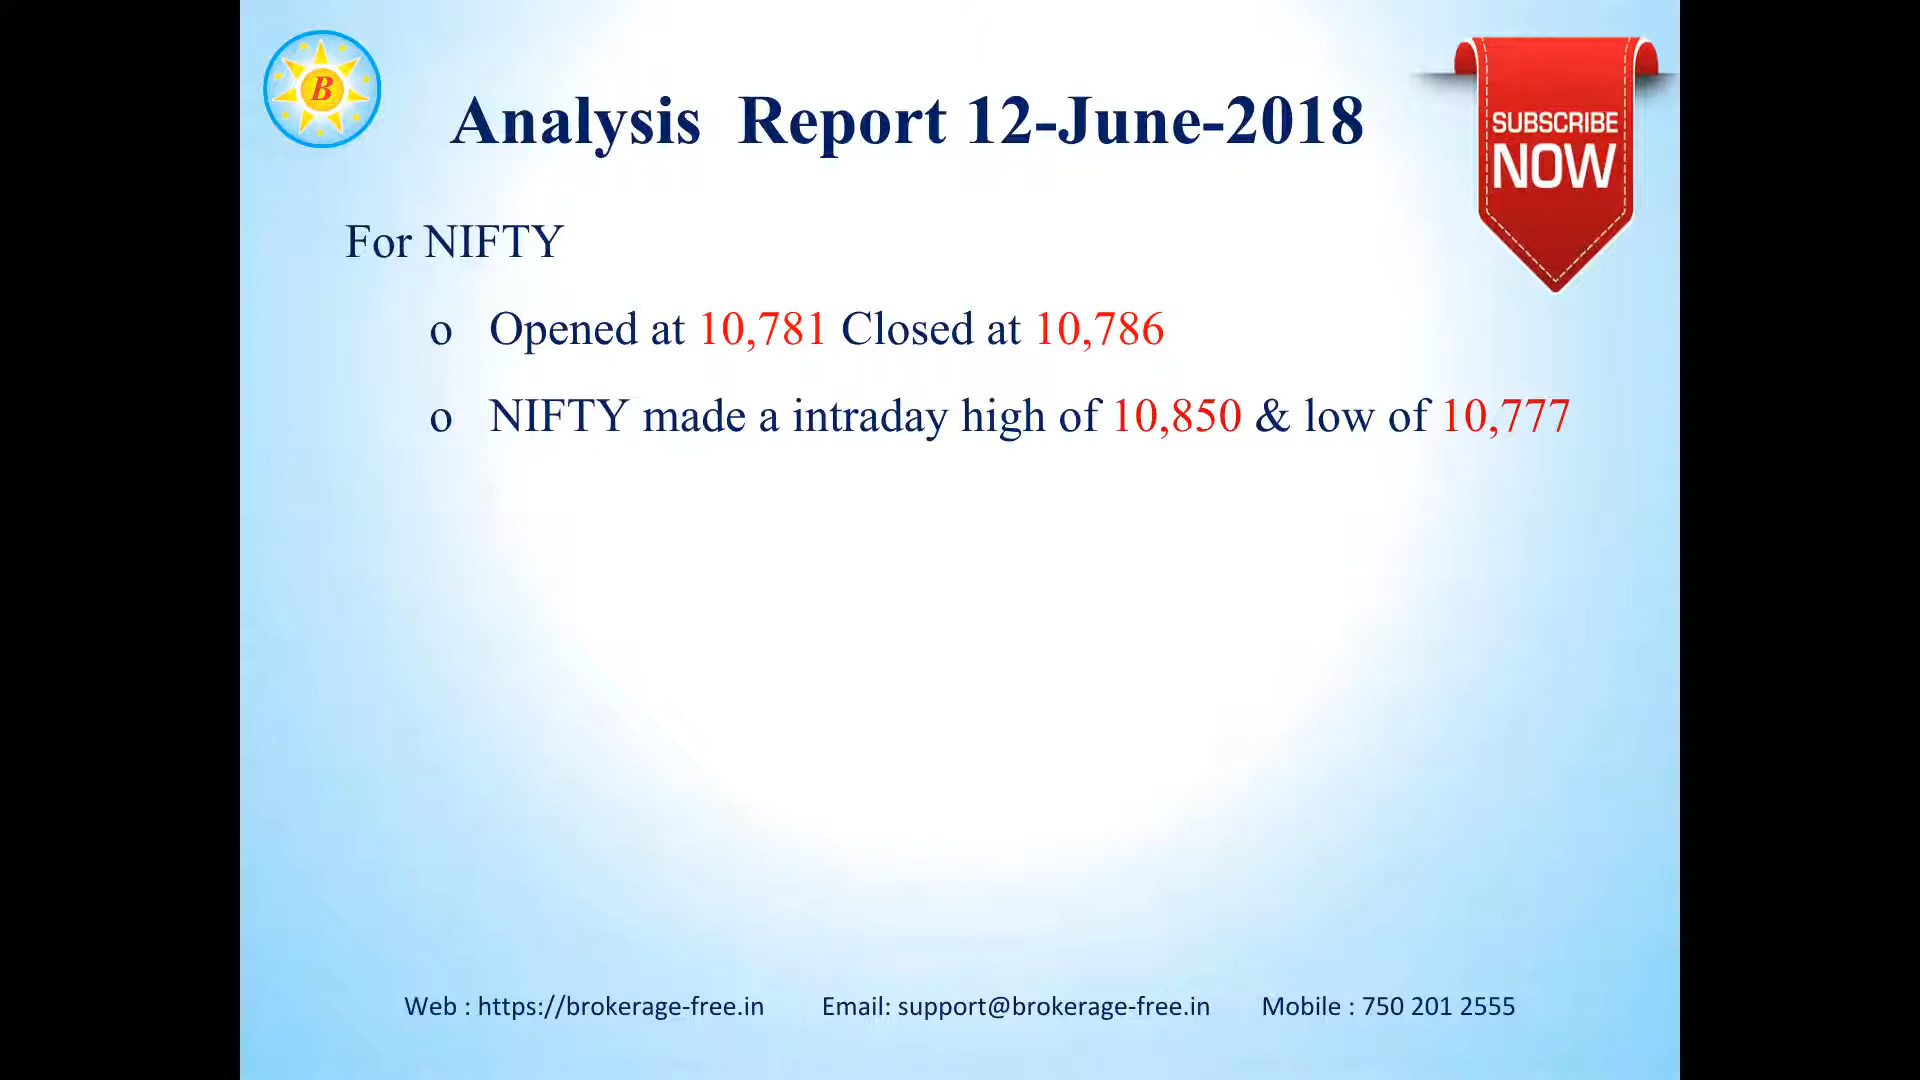 B
Analysis Report 12-June-2018
SUBSCRIBE
NOW
For NIFTY
o Opened at 10,781 Closed at 10,786
o NIFTY made a intraday high of 10,850 & low of 10,777
Web : https://brokerage-free.in Email: support@brokerage-free.in Mobile : 750 201 2555